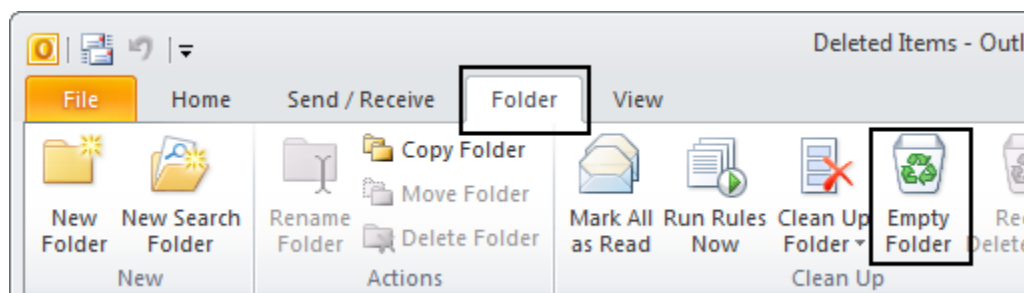 Deleted Items - Outl
File Home Send / Receive Folder View
New Folder
New Search Folder
Rename Folder
Copy Folder
Move Folder
Delete Folder
Mark All as Read
Run Rules Now
Clean Up Folder
Empty Folder
New
Actions
Clean Up